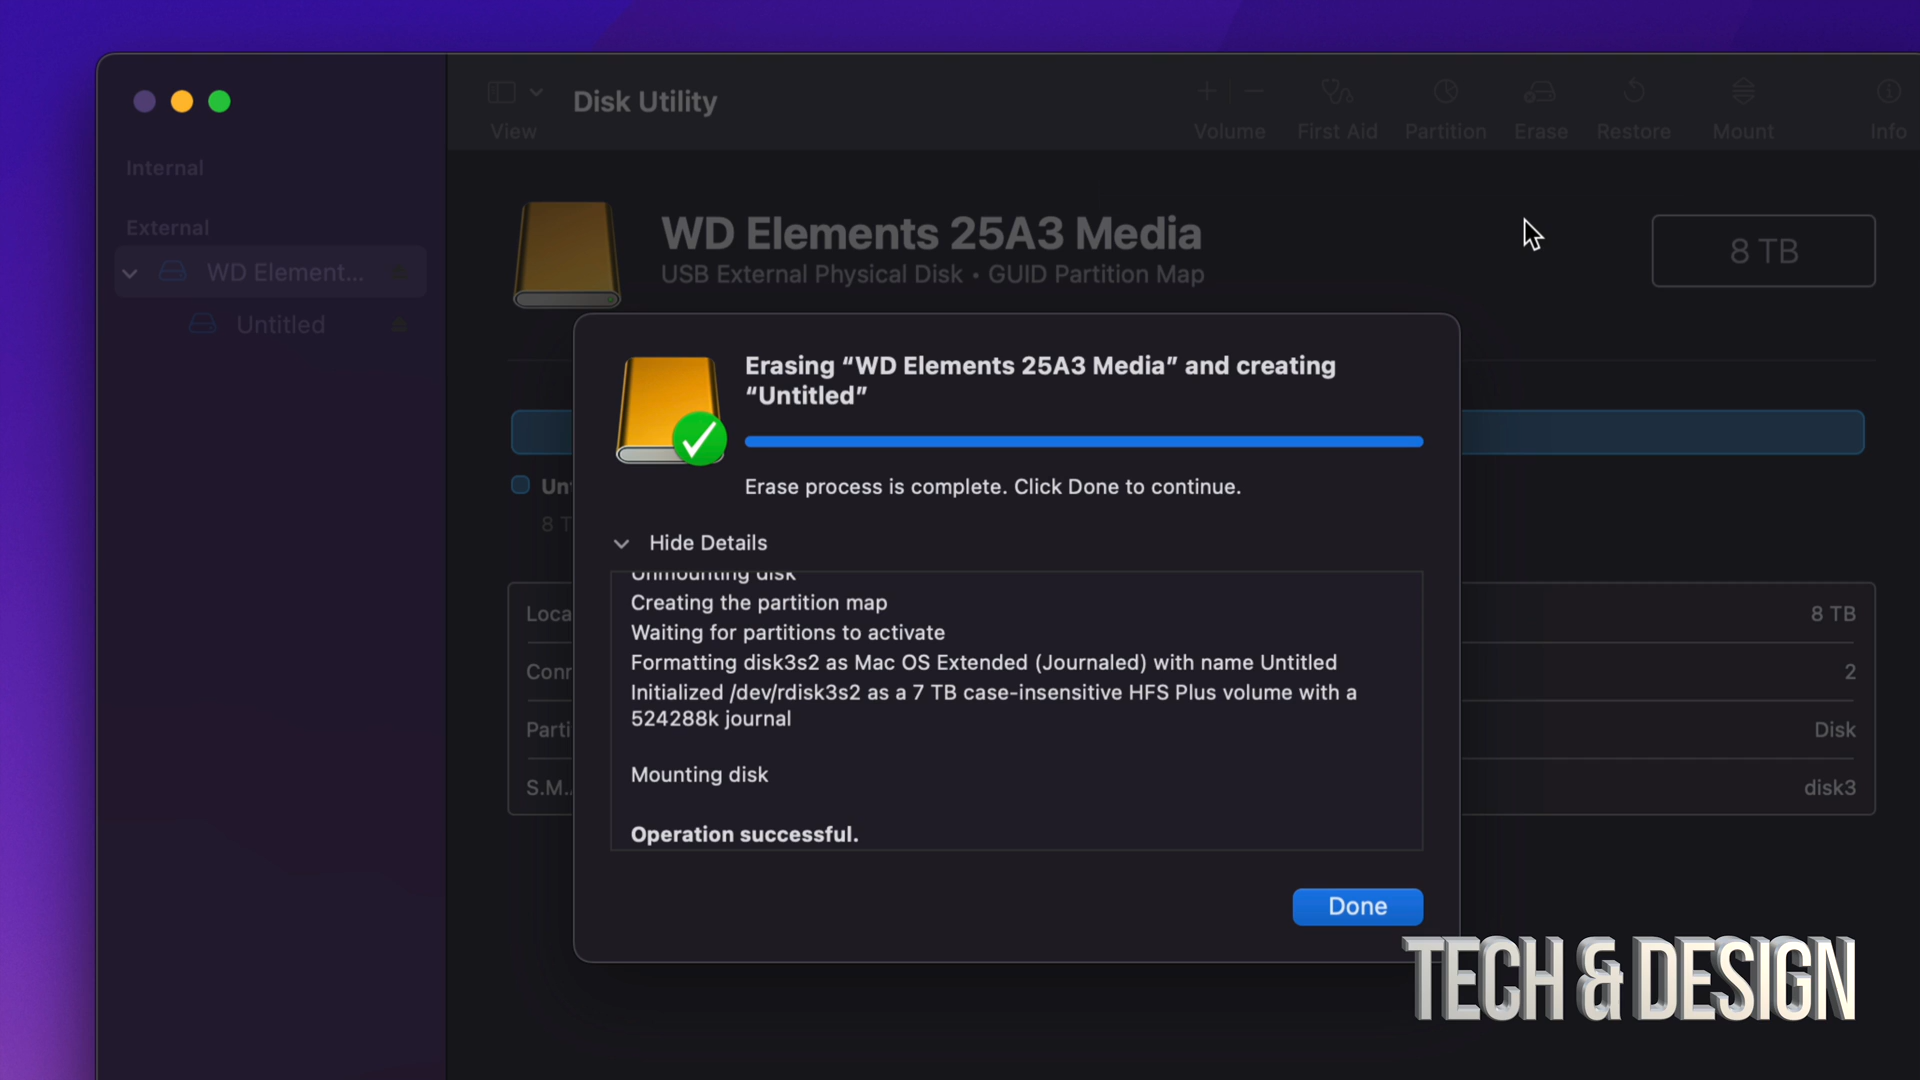 Disk Utility
View
Volume
First Aid
Partition
Erase
Restore
Mount
Info
Internal
External
WD Element...
Untitled
WD Elements 25A3 Media
USB External Physical Disk • GUID Partition Map
8 TB
Erasing “WD Elements 25A3 Media” and creating
“Untitled”
Erase process is complete. Click Done to continue.
Hide Details
Unmounting disk
Creating the partition map
Waiting for partitions to activate
Formatting disk3s2 as Mac OS Extended (Journaled) with name Untitled
Initialized /dev/rdisk3s2 as a 7 TB case-insensitive HFS Plus volume with a
524288k journal
Mounting disk
Operation successful.
Done
8 TB
2
Disk
disk3
TECH & DESIGN